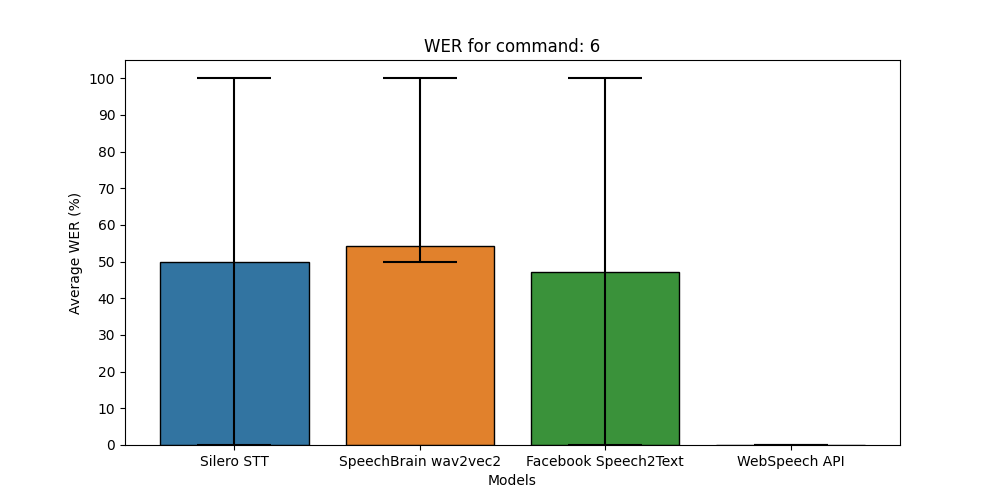 WER for command: 6
Average WER (%)
100
90
80
70
60
50
40
30
20
10
0
Silero STT
SpeechBrain wav2vec2
Facebook Speech2Text
WebSpeech API
Models